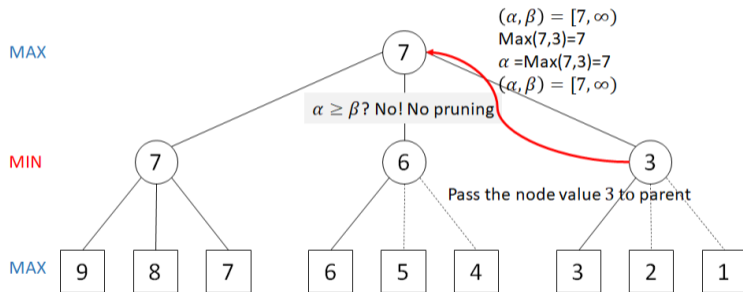 (α, β) = [7, ∞)
Max(7,3)=7
α =Max(7,3)=7
(α, β) = [7, ∞)
MAX
7
α ≥ β? No! No pruning
MIN
7
6
3
Pass the node value 3 to parent
MAX
9
8
7
6
5
4
3
2
1